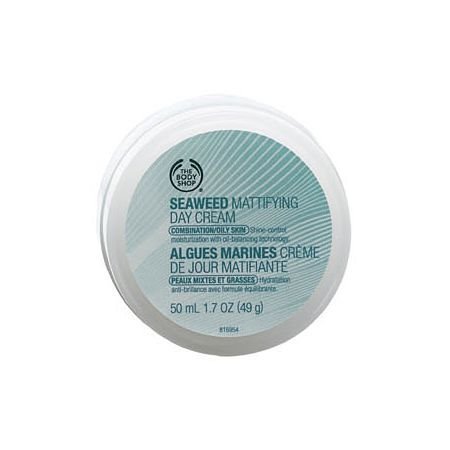 THE
BODY
SHOP®
SEAWEED MATTIFYING
DAY CREAM
COMBINATION/OILY SKIN Shine-control
moisturization with oil-balancing technology.
ALGUES MARINES CRÈME
DE JOUR MATIFIANTE
PEAUX MIXTES ET GRASSES Hydratation
anti-brillance avec formule équilibrante.
50 mL 1.7 OZ (49 g)
816954